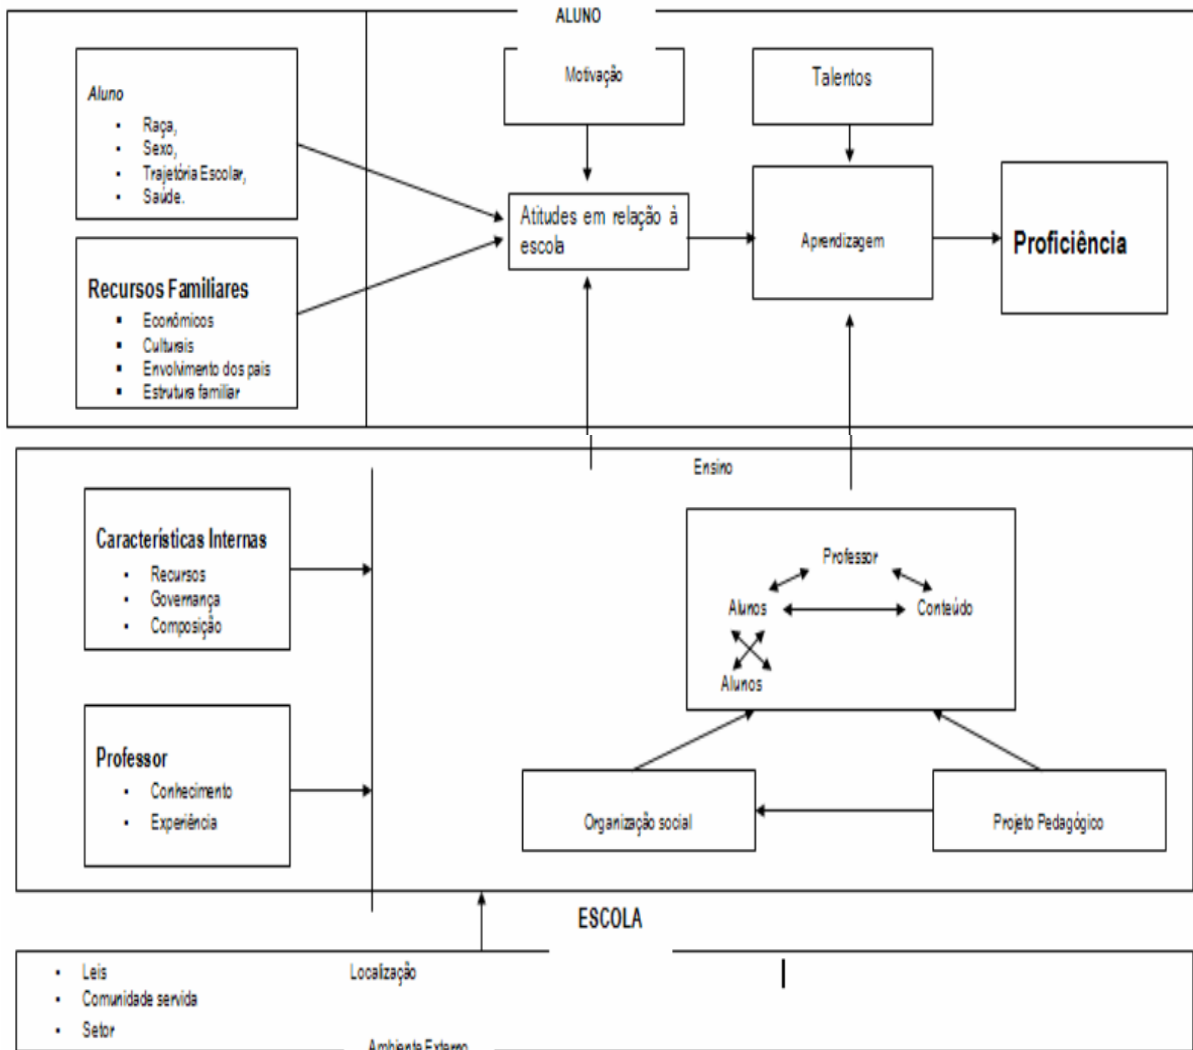 ALUNO
Motivação
Talentos
Aluno
Raça,
Sexo,
Trajetória Escolar,
Saúde.
Atitudes em relação à
escola
Aprendizagem
Proficiência
Recursos Familiares
Econômicos
Culturais
Envolvimento dos pais
Estrutura familiar
Ensino
Características Internas
Recursos
Governança
Composição
Professor
Alunos
Conteúdo
Alunos
Professor
Conhecimento
Experiência
Organização social
Projeto Pedagógico
ESCOLA
Leis
Localização
Comunidade servida
Setor
Ambiente Externo